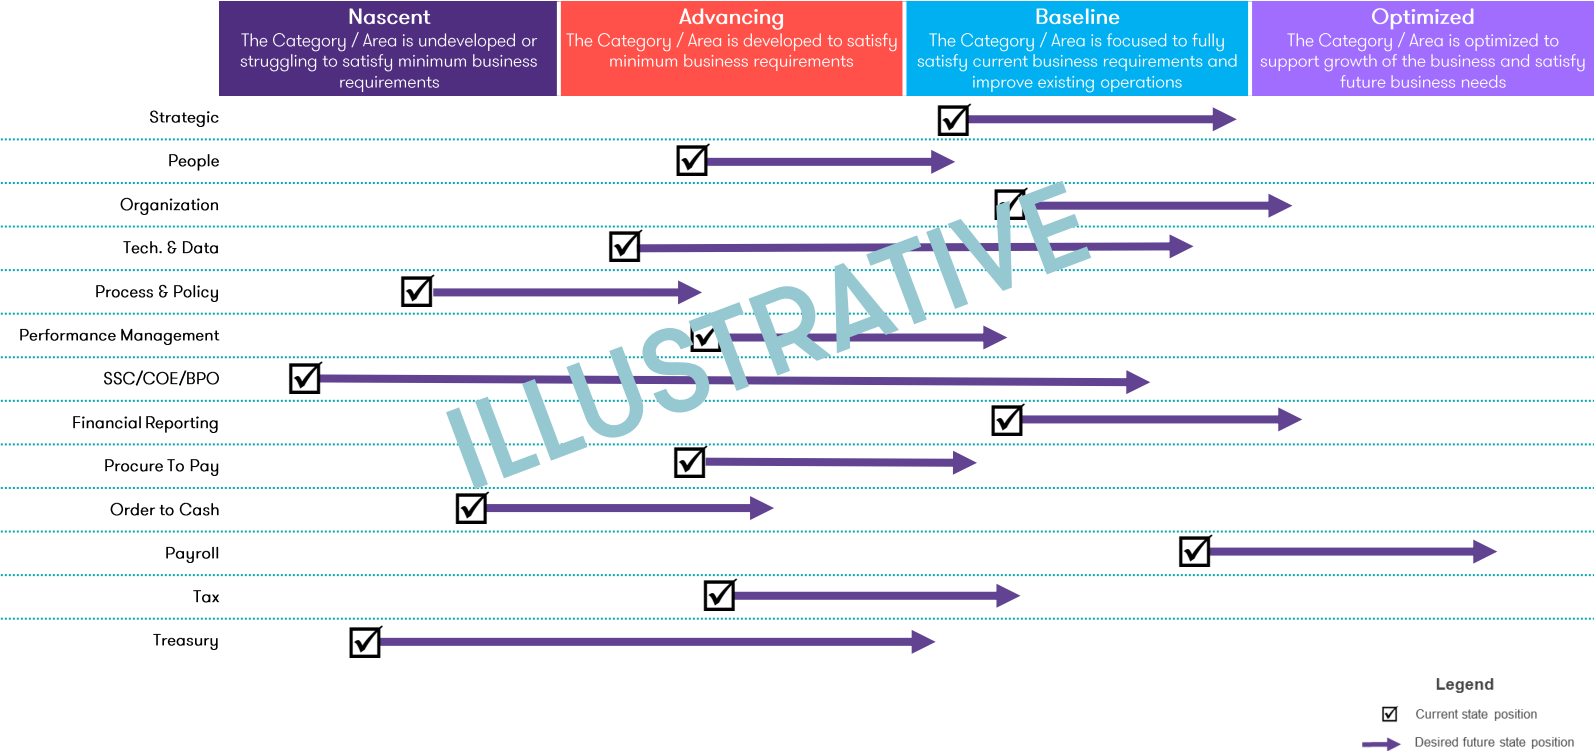 Nascent
The Category / Area is undeveloped or
struggling to satisfy minimum business
requirements
Advancing
The Category / Area is developed to satisfy
minimum business requirements
Baseline
The Category / Area is focused to fully
satisfy current business requirements and
improve existing operations
Optimized
The Category / Area is optimized to
support growth of the business and satisfy
future business needs
Strategic
People
Organization
Tech. & Data
Process & Policy
Performance Management
SSC/COE/BPO
Financial Reporting
Procure To Pay
Order to Cash
Payroll
Tax
Treasury
ILLUSTRATIVE
Legend
Current state position
Desired future state position